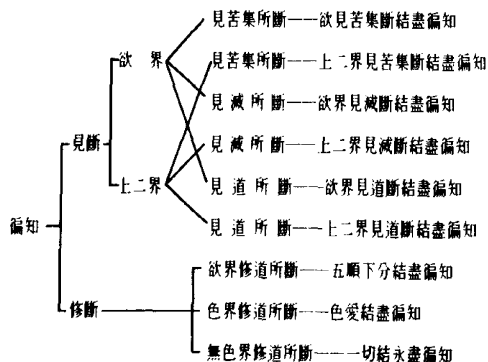 見苦集所斷——欲見苦集斷結盡徧知
欲界
見苦集所斷——上二界見苦集斷結盡徧知
見滅所斷——欲界見滅斷結盡徧知
見斷
見滅所斷——上二界見滅斷結盡徧知
上二界
見道所斷——欲界見道斷結盡徧知
徧知
見道所斷——上二界見道斷結盡徧知
欲界修道所斷——五順下分結盡徧知
修斷
色界修道所斷——色愛結盡徧知
無色界修道所斷——一切結永盡徧知